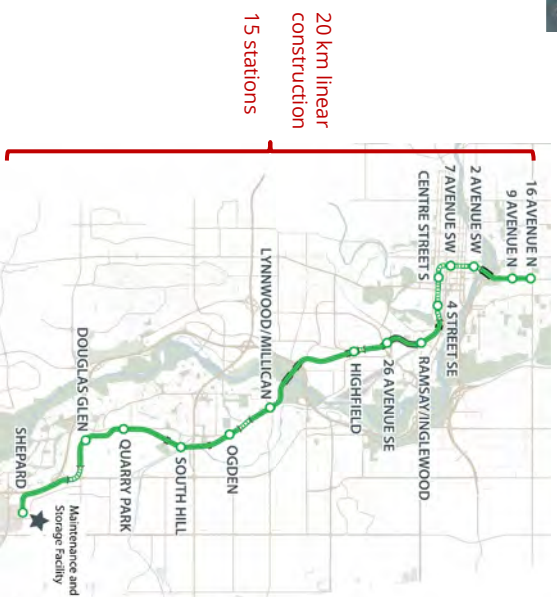 20 km linear
construction
15 stations
16 AVENUE N
9 AVENUE N
2 AVENUE SW
7 AVENUE SW
CENTRE STREET S
4 STREET SE
RAMSAY/INGLEWOOD
26 AVENUE SE
HIGHFIELD
LYNNWOOD/MILLICAN
OGDEN
SOUTH HILL
QUARRY PARK
DOUGLAS GLEN
SHEPARD
Maintenance and
Storage Facility